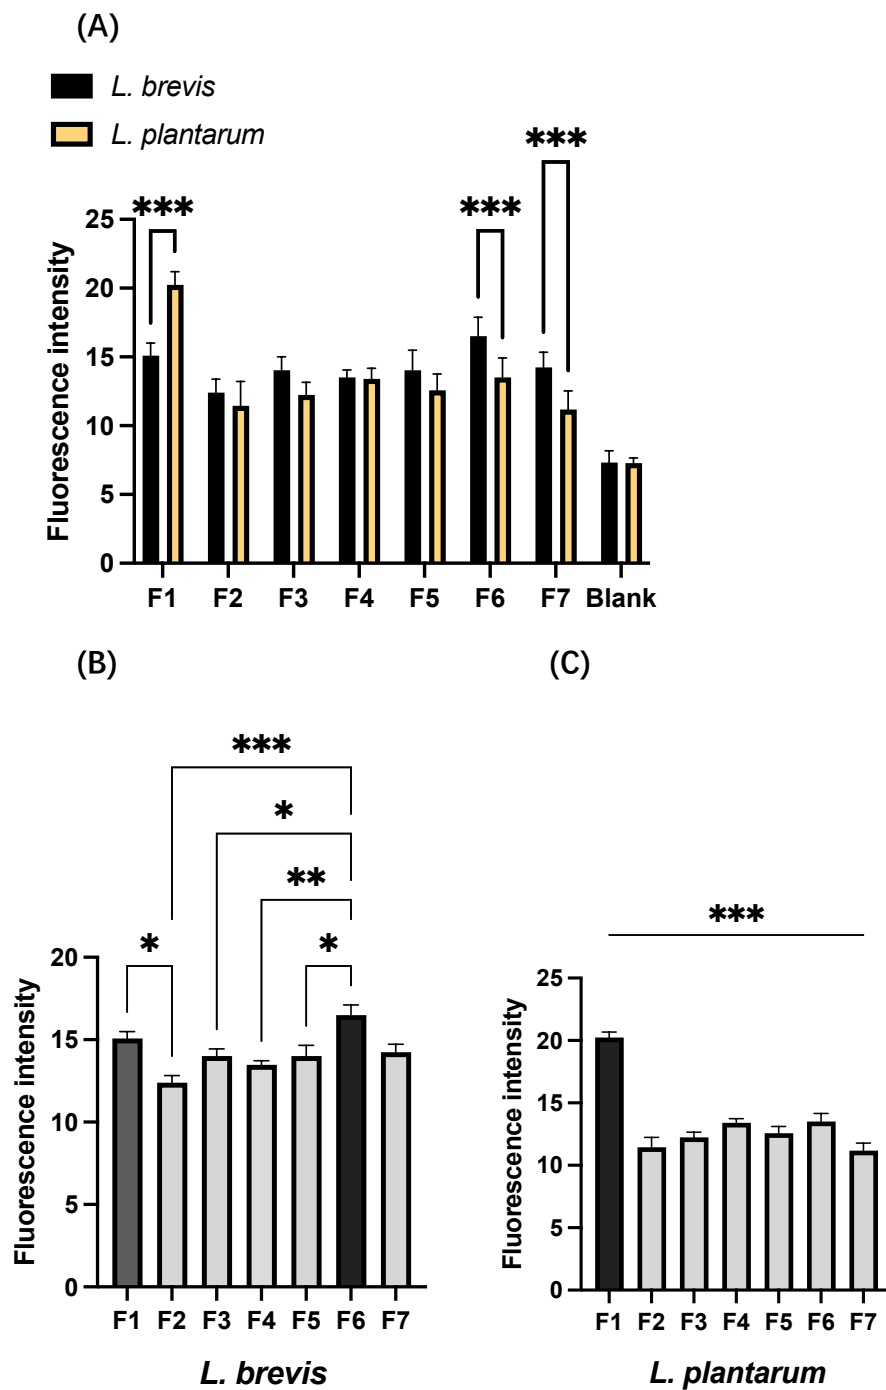 (A)
L. brevis
L. plantarum
***
***
***
Fluorescence intensity
25
20
15
10
5
0
F1 F2 F3 F4 F5 F6 F7 Blank
(B)
***
*
**
*
*
Fluorescence intensity
20
15
10
5
0
F1 F2 F3 F4 F5 F6 F7
L. brevis
(C)
***
Fluorescence intensity
25
20
15
10
5
0
F1 F2 F3 F4 F5 F6 F7
L. plantarum